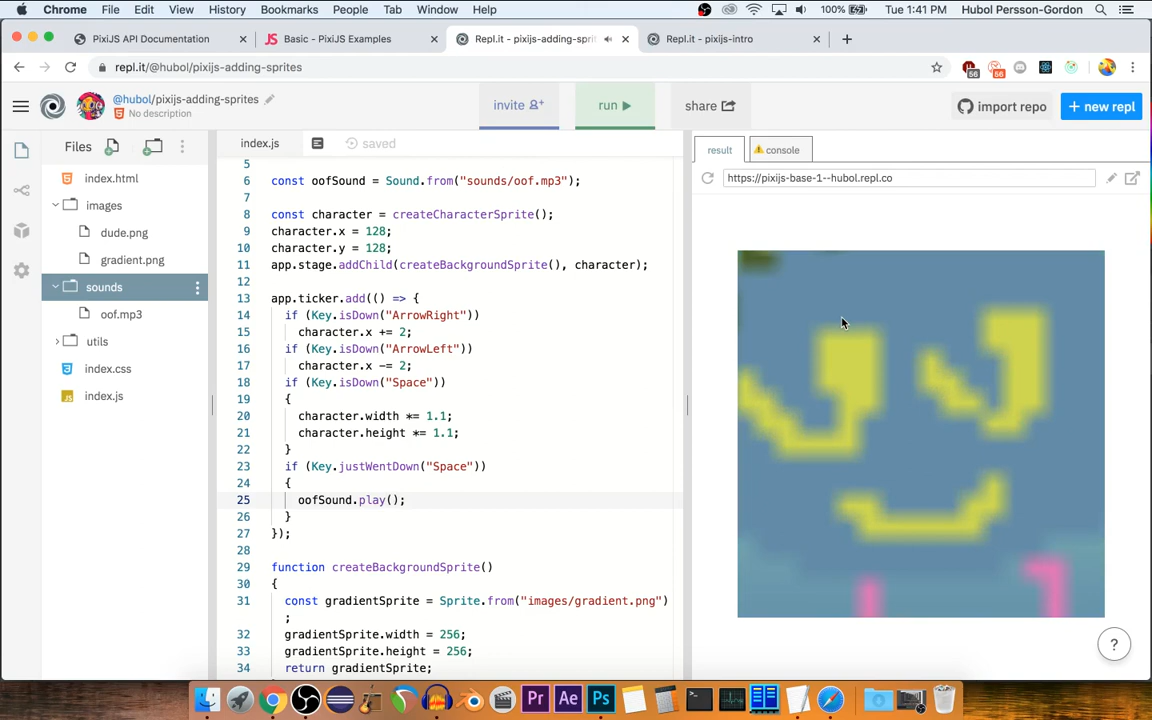 Chrome File Edit View History Bookmarks People Tab Window Help 100% Tue 1:41 PM Hubol Persson-Gordon
PixiJS API Documentation × Basic - PixiJS Examples × Repl.it - pixijs-adding-spri × Repl.it - pixijs-intro × +
repl.it/@hubol/pixijs-adding-sprites 56 56
@hubol/pixijs-adding-sprites
No description
invite
run
share
import repo
+ new repl
Files
index.html
images
dude.png
gradient.png
sounds
oof.mp3
utils
index.css
index.js
index.js saved
5
6 const oofSound = Sound.from("sounds/oof.mp3");
7
8 const character = createCharacterSprite();
9 character.x = 128;
10 character.y = 128;
11 app.stage.addChild(createBackgroundSprite(), character);
12
13 app.ticker.add(() => {
14 if (Key.isDown("ArrowRight"))
15 character.x += 2;
16 if (Key.isDown("ArrowLeft"))
17 character.x -= 2;
18 if (Key.isDown("Space"))
19 {
20 character.width *= 1.1;
21 character.height *= 1.1;
22 }
23 if (Key.justWentDown("Space"))
24 {
25 oofSound.play();
26 }
27 });
28
29 function createBackgroundSprite()
30 {
31 const gradientSprite = Sprite.from("images/gradient.png")
;
32 gradientSprite.width = 256;
33 gradientSprite.height = 256;
34 return gradientSprite;
result console
https://pixijs-base-1--hubol.repl.co
?
Pr Ae Ps